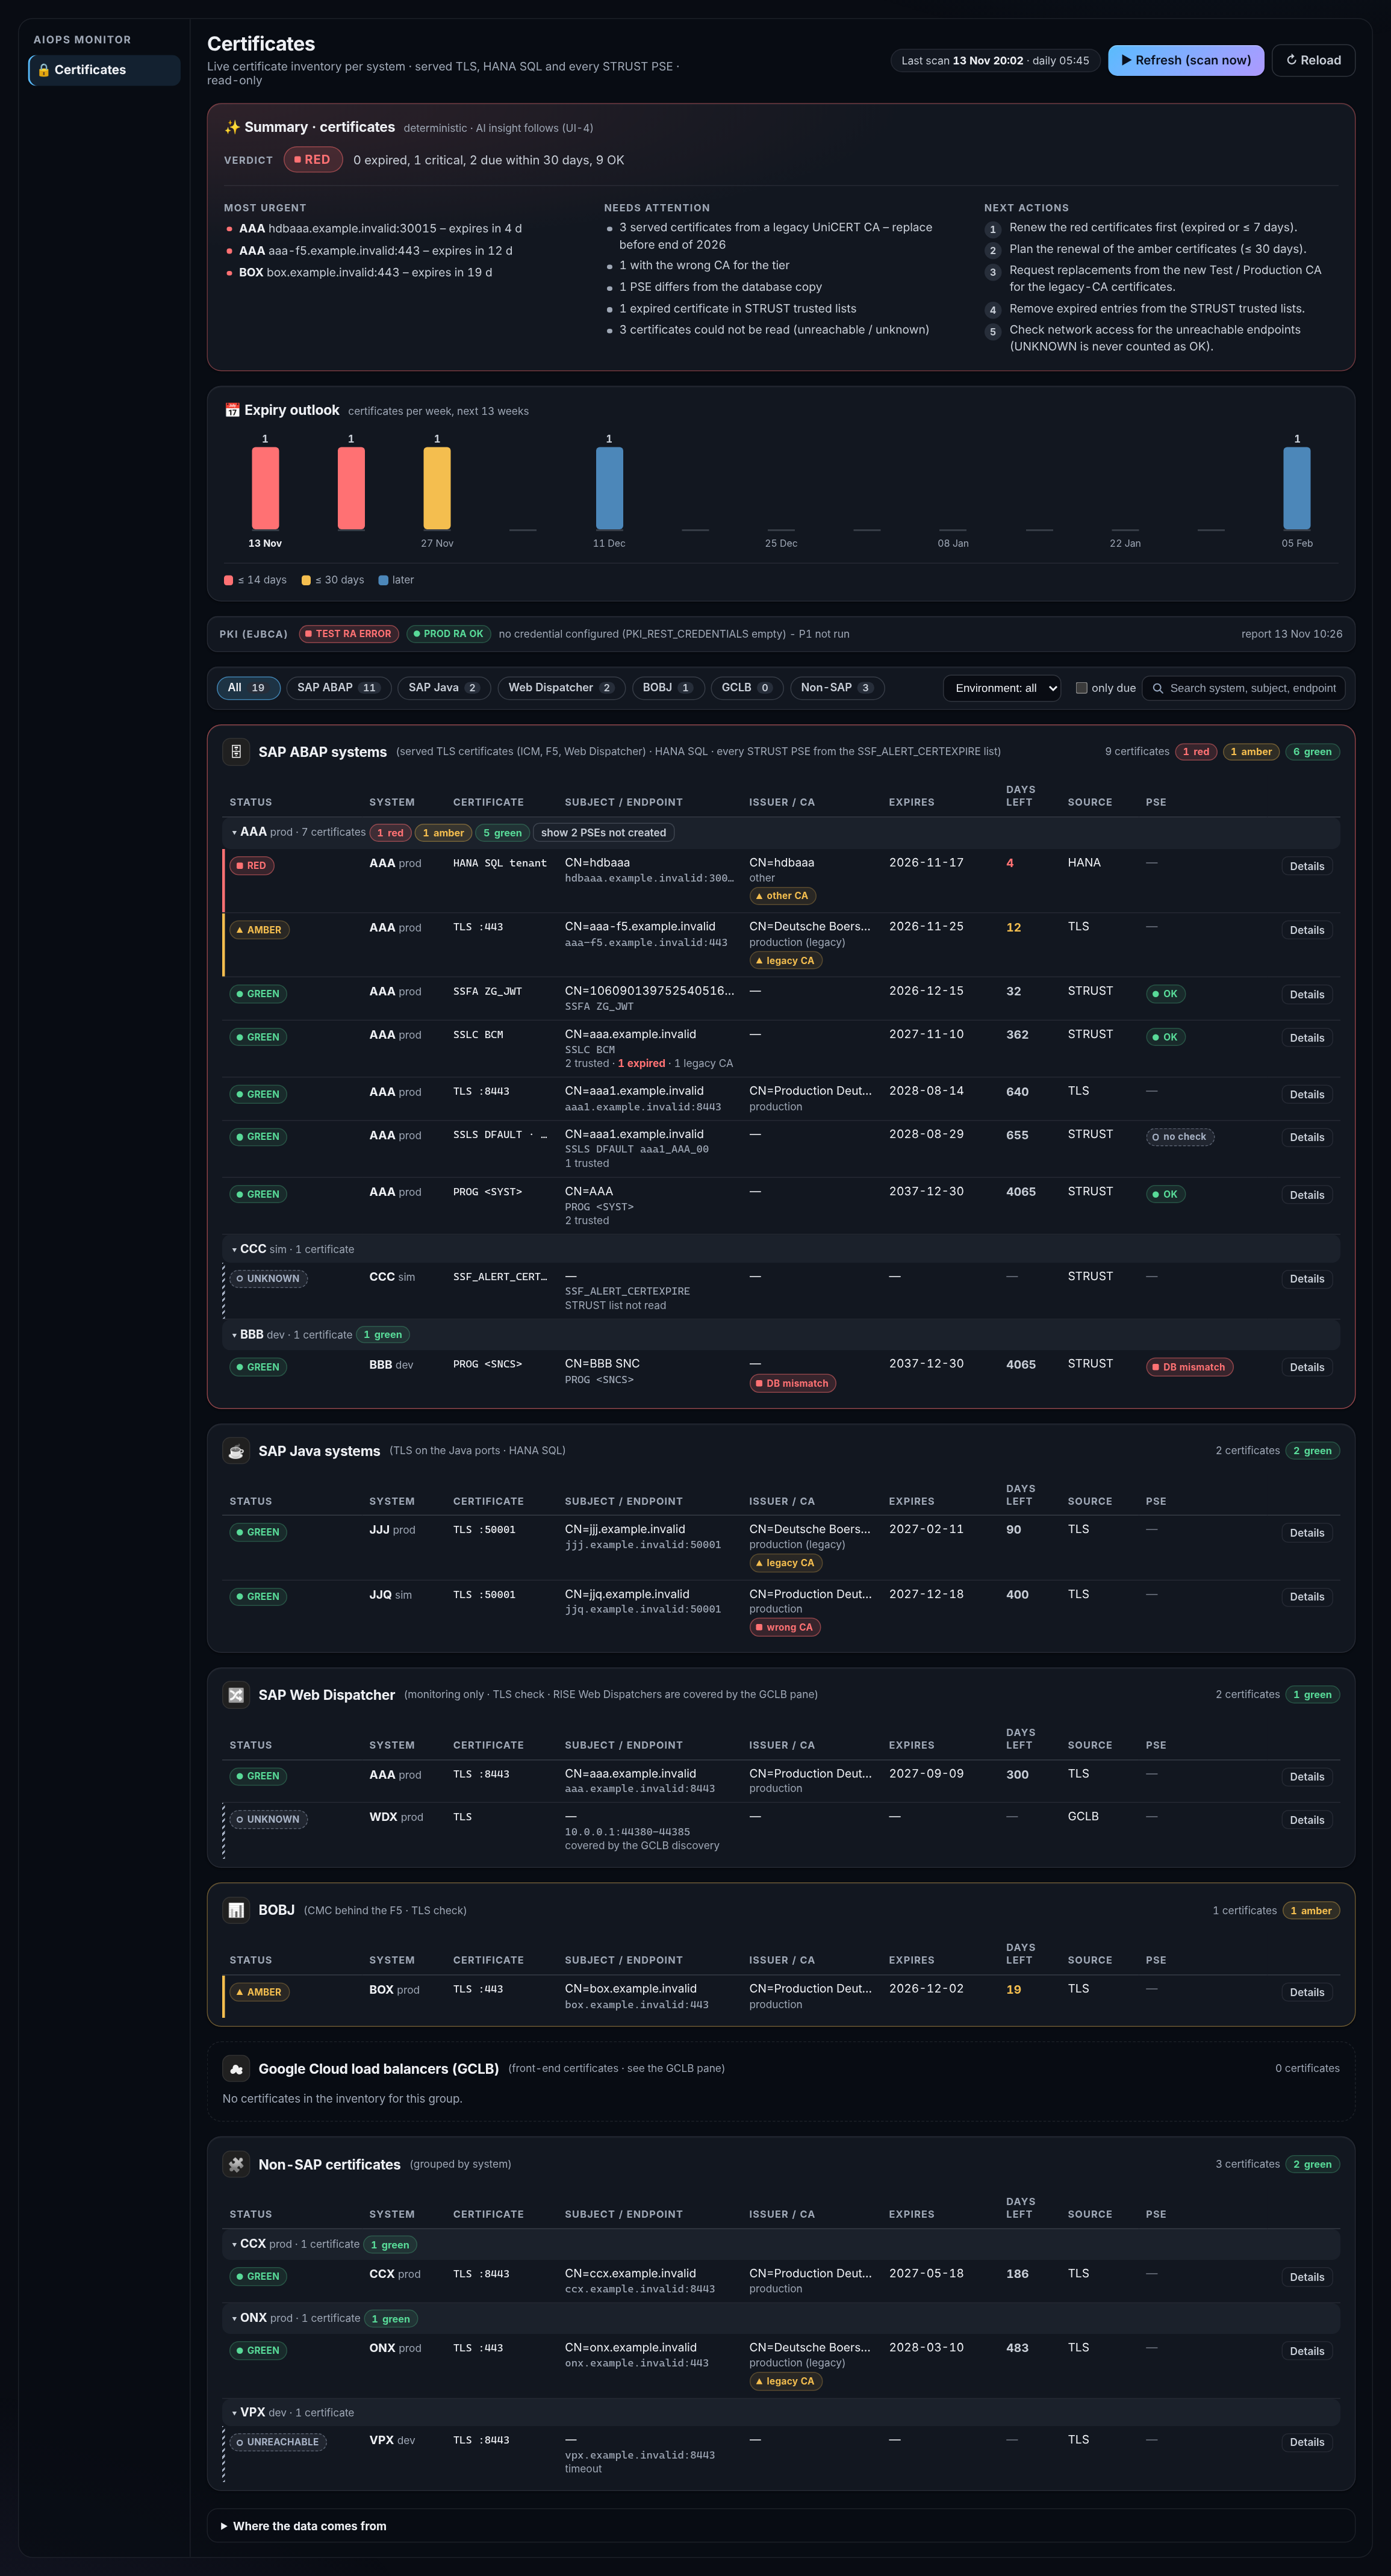 AIOPS MONITOR
🔒 Certificates
Certificates
Live certificate inventory per system · served TLS, HANA SQL and every STRUST PSE ·
read-only
Last scan 13 Nov 20:02 · daily 05:45
▶ Refresh (scan now)
↻ Reload
✨ Summary · certificates deterministic · AI insight follows (UI-4)
VERDICT RED 0 expired, 1 critical, 2 due within 30 days, 9 OK
MOST URGENT
AAA hdbaaa.example.invalid:30015 – expires in 4 d
AAA aaa-f5.example.invalid:443 – expires in 12 d
BOX box.example.invalid:443 – expires in 19 d
NEEDS ATTENTION
3 served certificates from a legacy UniCERT CA – replace
before end of 2026
1 with the wrong CA for the tier
1 PSE differs from the database copy
1 expired certificate in STRUST trusted lists
3 certificates could not be read (unreachable / unknown)
NEXT ACTIONS
1 Renew the red certificates first (expired or ≤ 7 days).
2 Plan the renewal of the amber certificates (≤ 30 days).
3 Request replacements from the new Test / Production CA
for the legacy-CA certificates.
4 Remove expired entries from the STRUST trusted lists.
5 Check network access for the unreachable endpoints
(UNKNOWN is never counted as OK).
📅 Expiry outlook certificates per week, next 13 weeks
1 1 1 1 1
13 Nov 27 Nov 11 Dec 25 Dec 08 Jan 22 Jan 05 Feb
≤ 14 days ≤ 30 days later
PKI (EJBCA) TEST RA ERROR PROD RA OK no credential configured (PKI_REST_CREDENTIALS empty) - P1 not run report 13 Nov 10:26
All 19 SAP ABAP 11 SAP Java 2 Web Dispatcher 2 BOBJ 1 GCLB 0 Non-SAP 3 Environment: all only due Search system, subject, endpoint
SAP ABAP systems (served TLS certificates (ICM, F5, Web Dispatcher) · HANA SQL · every STRUST PSE from the SSF_ALERT_CERTEXPIRE list) 9 certificates 1 red 1 amber 6 green
STATUS SYSTEM CERTIFICATE SUBJECT / ENDPOINT ISSUER / CA EXPIRES DAYS LEFT SOURCE PSE
▾ AAA prod · 7 certificates 1 red 1 amber 5 green show 2 PSEs not created
RED AAA prod HANA SQL tenant CN=hdbaaa CN=hdbaaa 2026-11-17 4 HANA — Details
hdbaaa.example.invalid:300… other
other CA
AMBER AAA prod TLS :443 CN=aaa-f5.example.invalid CN=Deutsche Boers… 2026-11-25 12 TLS — Details
aaa-f5.example.invalid:443 production (legacy)
legacy CA
GREEN AAA prod SSFA ZG_JWT CN=106090139752540516… — 2026-12-15 32 STRUST OK Details
SSFA ZG_JWT
GREEN AAA prod SSLC BCM CN=aaa.example.invalid — 2027-11-10 362 STRUST OK Details
SSLC BCM
2 trusted · 1 expired · 1 legacy CA
GREEN AAA prod TLS :8443 CN=aaa1.example.invalid CN=Production Deut… 2028-08-14 640 TLS — Details
aaa1.example.invalid:8443 production
GREEN AAA prod SSLS DFAULT · … CN=aaa1.example.invalid — 2028-08-29 655 STRUST no check Details
SSLS DFAULT aaa1_AAA_00
1 trusted
GREEN AAA prod PROG <SYST> CN=AAA — 2037-12-30 4065 STRUST OK Details
PROG <SYST>
2 trusted
▾ CCC sim · 1 certificate
UNKNOWN CCC sim SSF_ALERT_CERT… — — — — STRUST — Details
SSF_ALERT_CERTEXPIRE
STRUST list not read
▾ BBB dev · 1 certificate 1 green
GREEN BBB dev PROG <SNCS> CN=BBB SNC — 2037-12-30 4065 STRUST DB mismatch Details
PROG <SNCS> DB mismatch
SAP Java systems (TLS on the Java ports · HANA SQL) 2 certificates 2 green
STATUS SYSTEM CERTIFICATE SUBJECT / ENDPOINT ISSUER / CA EXPIRES DAYS LEFT SOURCE PSE
GREEN JJJ prod TLS :50001 CN=jjj.example.invalid CN=Deutsche Boers… 2027-02-11 90 TLS — Details
jjj.example.invalid:50001 production (legacy)
legacy CA
GREEN JJQ sim TLS :50001 CN=jjq.example.invalid CN=Production Deut… 2027-12-18 400 TLS — Details
jjq.example.invalid:50001 production
wrong CA
SAP Web Dispatcher (monitoring only · TLS check · RISE Web Dispatchers are covered by the GCLB pane) 2 certificates 1 green
STATUS SYSTEM CERTIFICATE SUBJECT / ENDPOINT ISSUER / CA EXPIRES DAYS LEFT SOURCE PSE
GREEN AAA prod TLS :8443 CN=aaa.example.invalid CN=Production Deut… 2027-09-09 300 TLS — Details
aaa.example.invalid:8443 production
UNKNOWN WDX prod TLS — — — — GCLB — Details
10.0.0.1:44380–44385
covered by the GCLB discovery
BOBJ (CMC behind the F5 · TLS check) 1 certificates 1 amber
STATUS SYSTEM CERTIFICATE SUBJECT / ENDPOINT ISSUER / CA EXPIRES DAYS LEFT SOURCE PSE
AMBER BOX prod TLS :443 CN=box.example.invalid CN=Production Deut… 2026-12-02 19 TLS — Details
box.example.invalid:443 production
Google Cloud load balancers (GCLB) (front-end certificates · see the GCLB pane) 0 certificates
No certificates in the inventory for this group.
Non-SAP certificates (grouped by system) 3 certificates 2 green
STATUS SYSTEM CERTIFICATE SUBJECT / ENDPOINT ISSUER / CA EXPIRES DAYS LEFT SOURCE PSE
▾ CCX prod · 1 certificate 1 green
GREEN CCX prod TLS :8443 CN=ccx.example.invalid CN=Production Deut… 2027-05-18 186 TLS — Details
ccx.example.invalid:8443 production
▾ ONX prod · 1 certificate 1 green
GREEN ONX prod TLS :443 CN=onx.example.invalid CN=Deutsche Boers… 2028-03-10 483 TLS — Details
onx.example.invalid:443 production (legacy)
legacy CA
▾ VPX dev · 1 certificate
UNREACHABLE VPX dev TLS :8443 — — — — TLS — Details
vpx.example.invalid:8443
timeout
▶ Where the data comes from